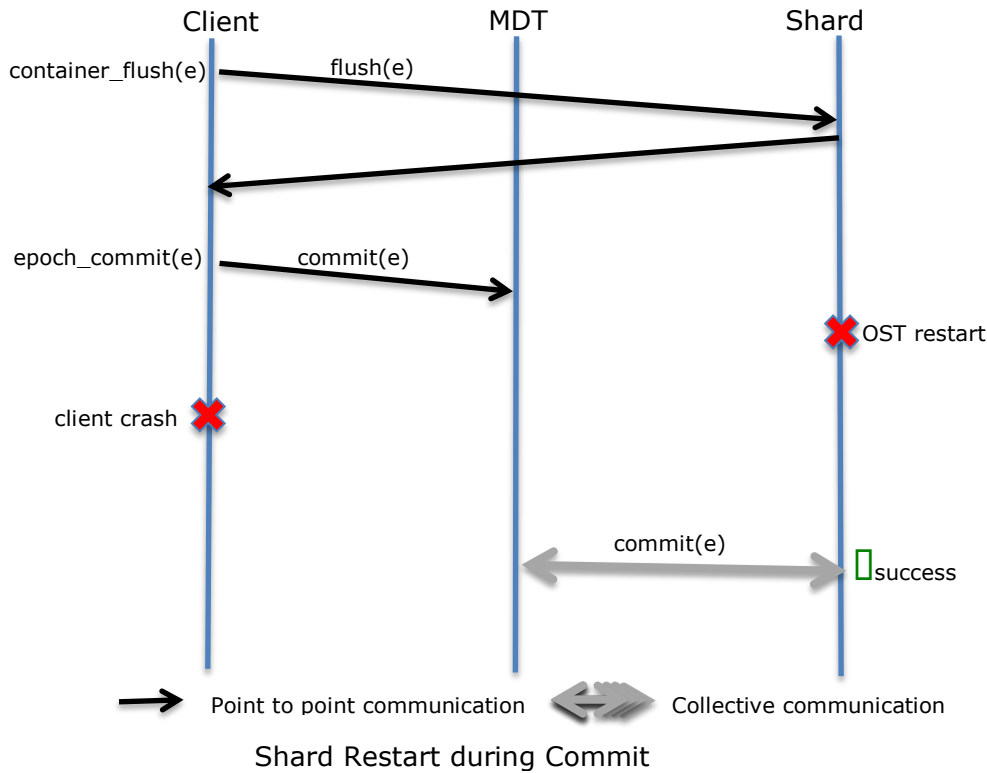 Client MDT Shard
container_flush(e) flush(e)
epoch_commit(e) commit(e)
OST restart
client crash
commit(e)
success
Point to point communication Collective communication
Shard Restart during Commit